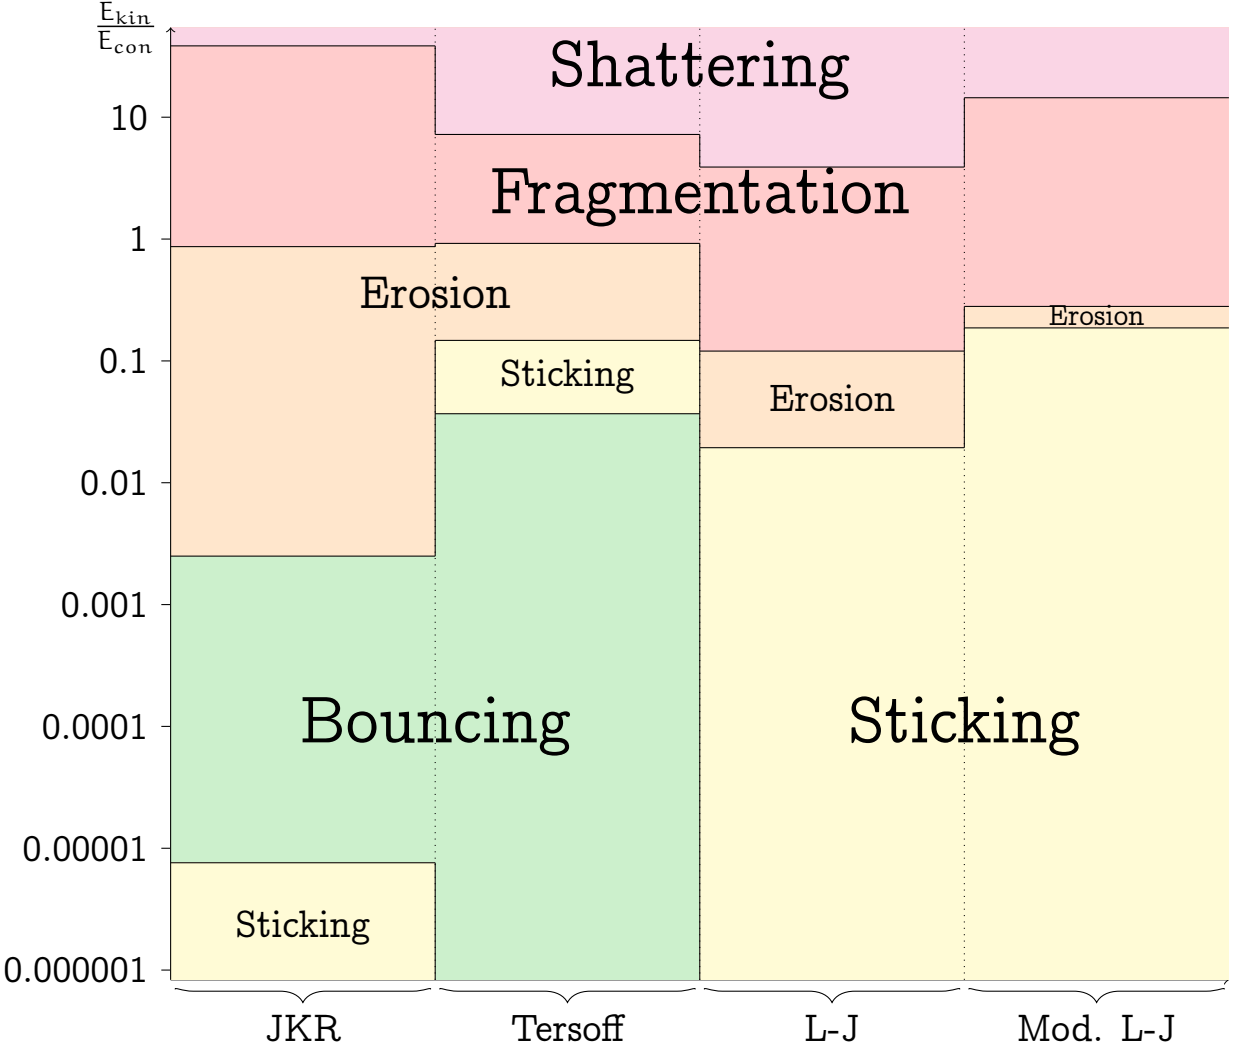 E_kin
E_con
Shattering
10
Fragmentation
1
Erosion
Erosion
0.1
Sticking
Erosion
0.01
0.001
Bouncing
Sticking
0.0001
0.00001
Sticking
0.000001
JKR
Tersoff
L-J
Mod. L-J